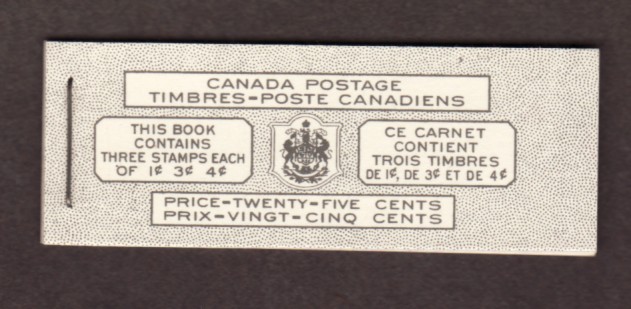 CANADA POSTAGE
TIMBRES-POSTE CANADIENS
THIS BOOK
CONTAINS
THREE STAMPS EACH
OF 1¢ 3¢ 4¢
CE CARNET
CONTIENT
TROIS TIMBRES
DE 1¢, DE 3¢ ET DE 4¢
PRICE-TWENTY-FIVE CENTS
PRIX-VINGT-CINQ CENTS